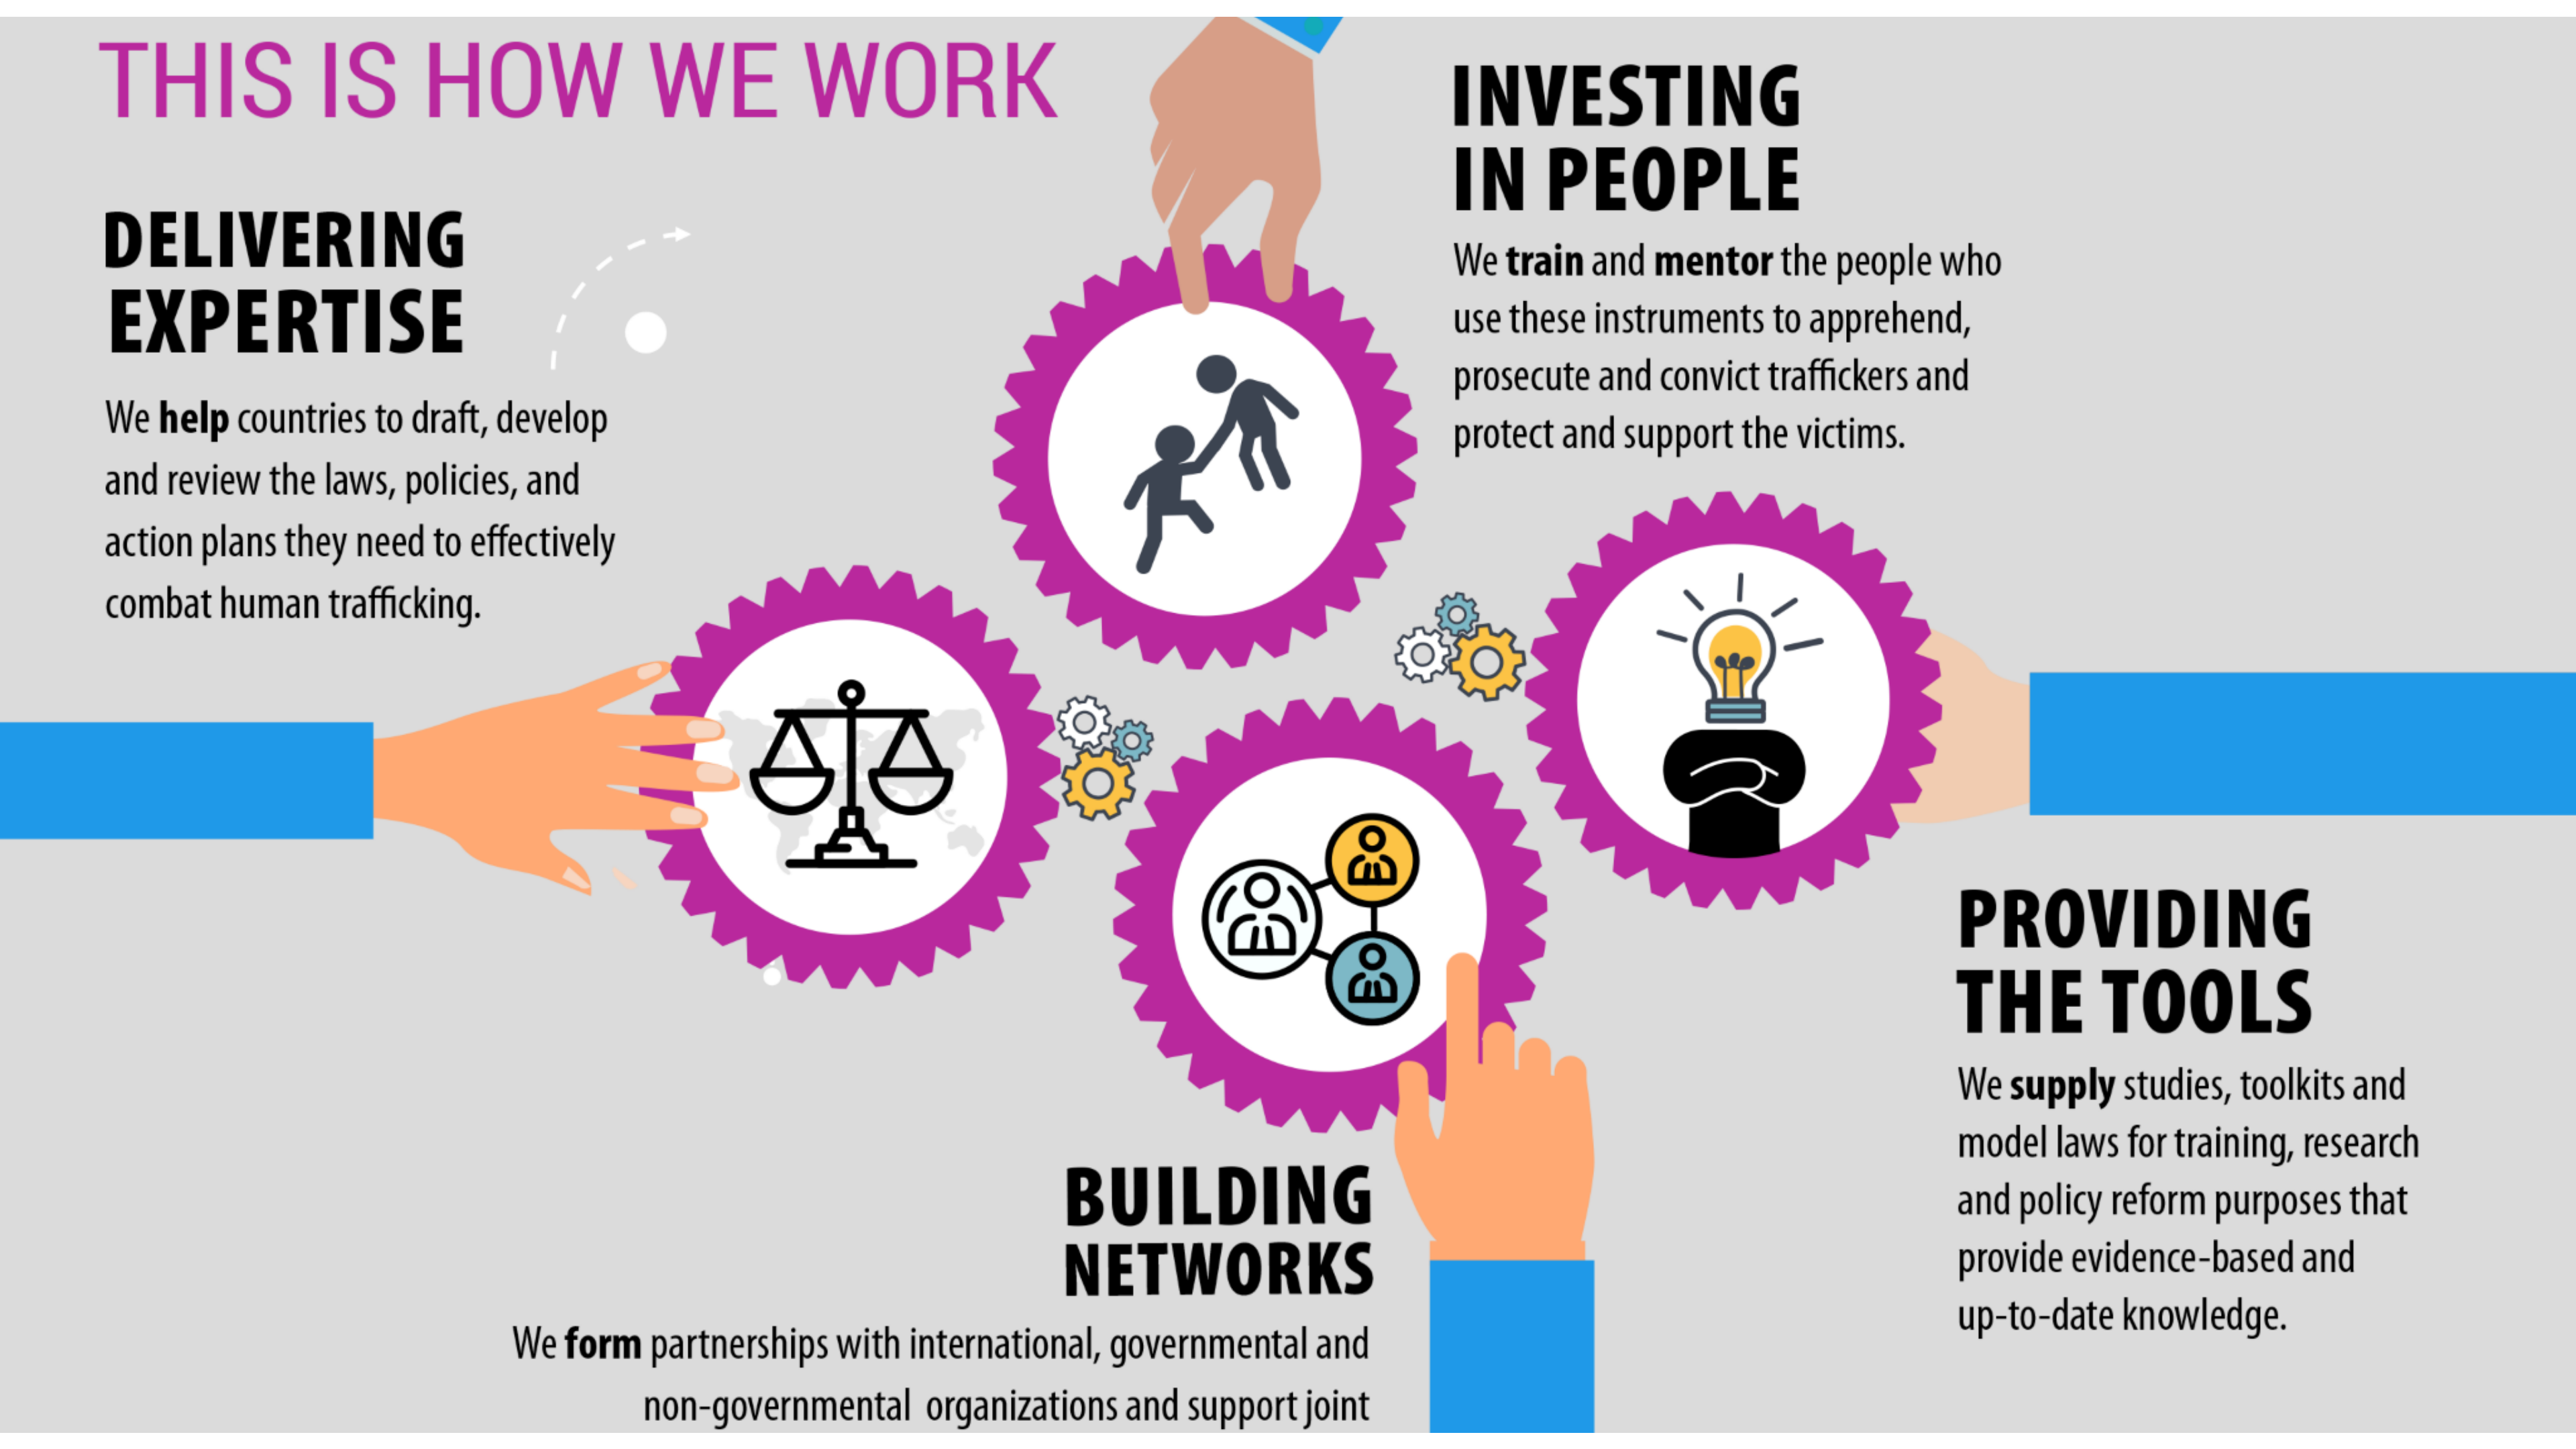 THIS IS HOW WE WORK
DELIVERING
EXPERTISE
We help countries to draft, develop
and review the laws, policies, and
action plans they need to effectively
combat human trafficking.
INVESTING
IN PEOPLE
We train and mentor the people who
use these instruments to apprehend,
prosecute and convict traffickers and
protect and support the victims.
BUILDING
NETWORKS
We form partnerships with international, governmental and
non-governmental organizations and support joint
PROVIDING
THE TOOLS
We supply studies, toolkits and
model laws for training, research
and policy reform purposes that
provide evidence-based and
up-to-date knowledge.